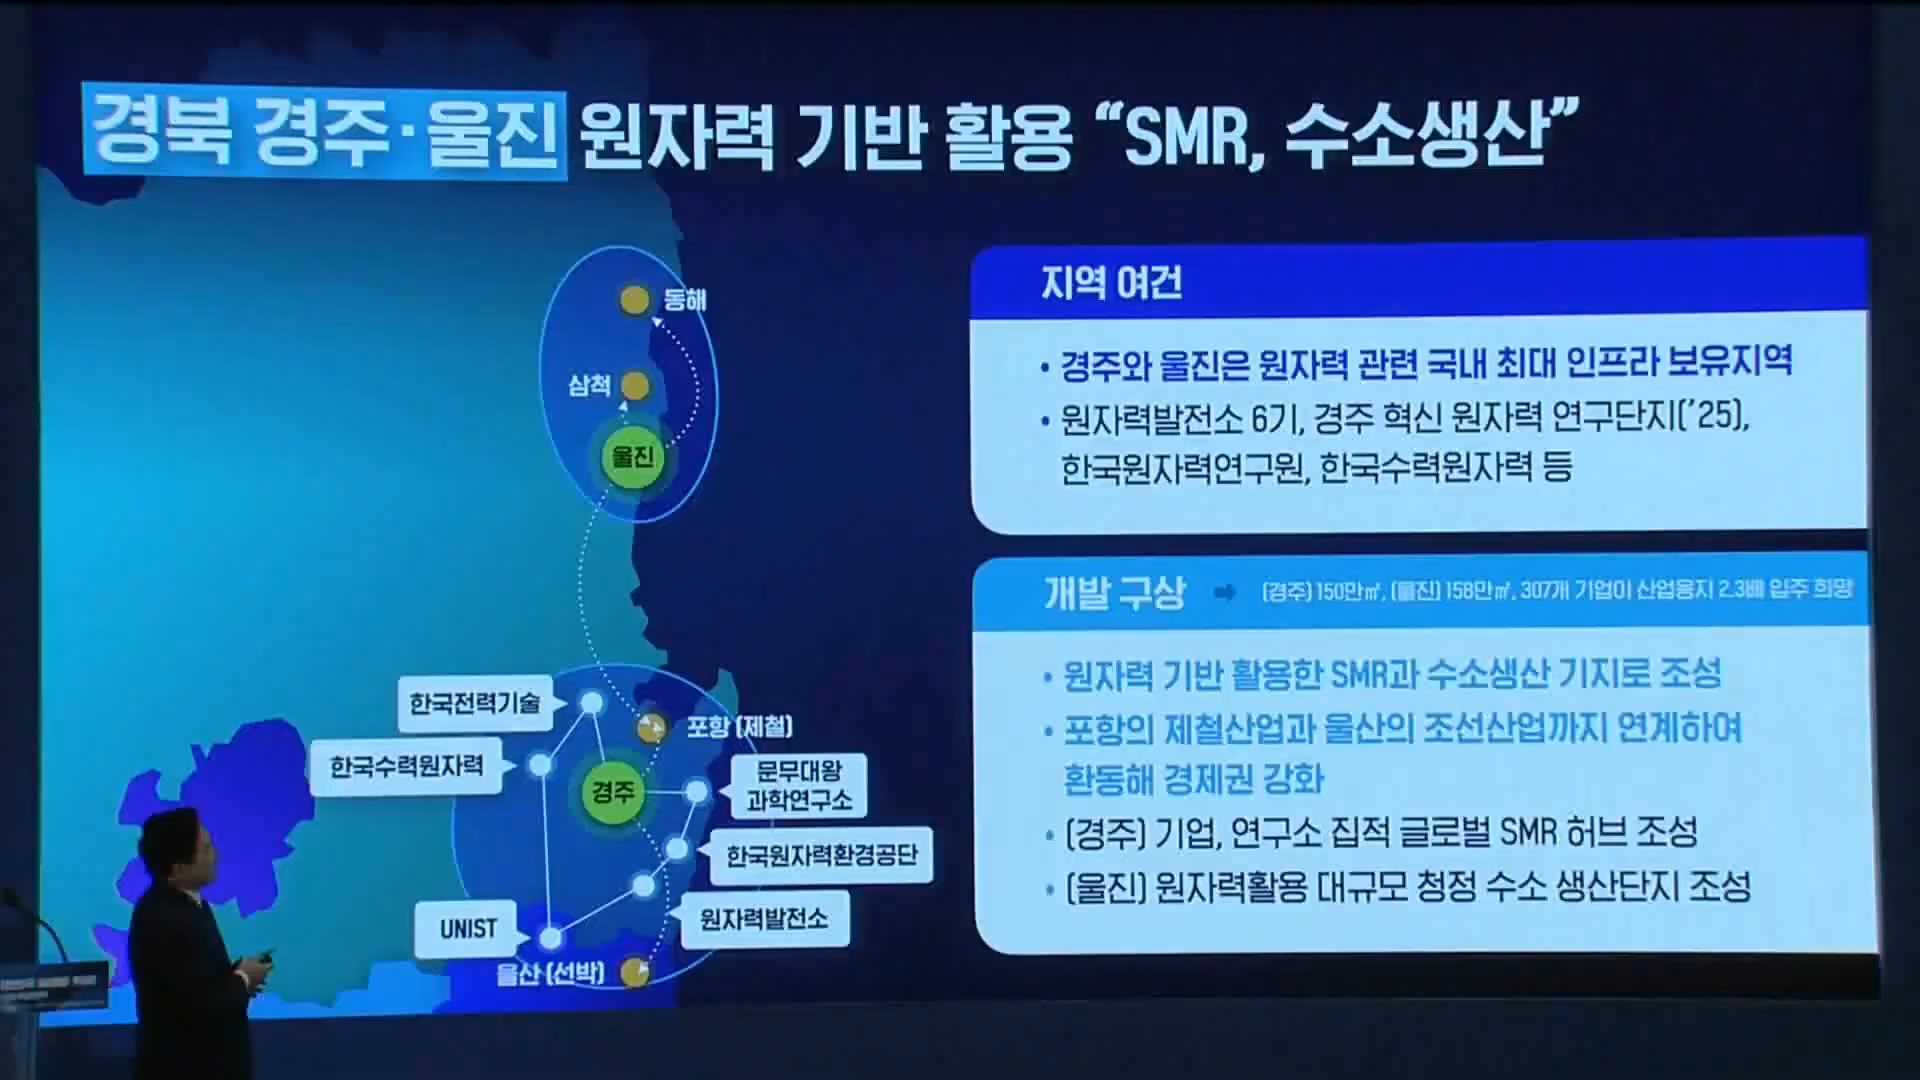 경북 경주·울진 원자력 기반 활용 “SMR, 수소생산”
동해
삼척
울진
한국전력기술
한국수력원자력
포항 (제철)
경주
문무대왕
과학연구소
한국원자력환경공단
원자력발전소
UNIST
울산 (선박)
지역 여건
• 경주와 울진은 원자력 관련 국내 최대 인프라 보유지역
• 원자력발전소 6기, 경주 혁신 원자력 연구단지(’25),
한국원자력연구원, 한국수력원자력 등
개발 구상 ➡ (경주) 150만㎡, (울진) 158만㎡, 307개 기업이 산업용지 2.3배 입주 희망
• 원자력 기반 활용한 SMR과 수소생산 기지로 조성
• 포항의 제철산업과 울산의 조선산업까지 연계하여
환동해 경제권 강화
• (경주) 기업, 연구소 집적 글로벌 SMR 허브 조성
• (울진) 원자력활용 대규모 청정 수소 생산단지 조성